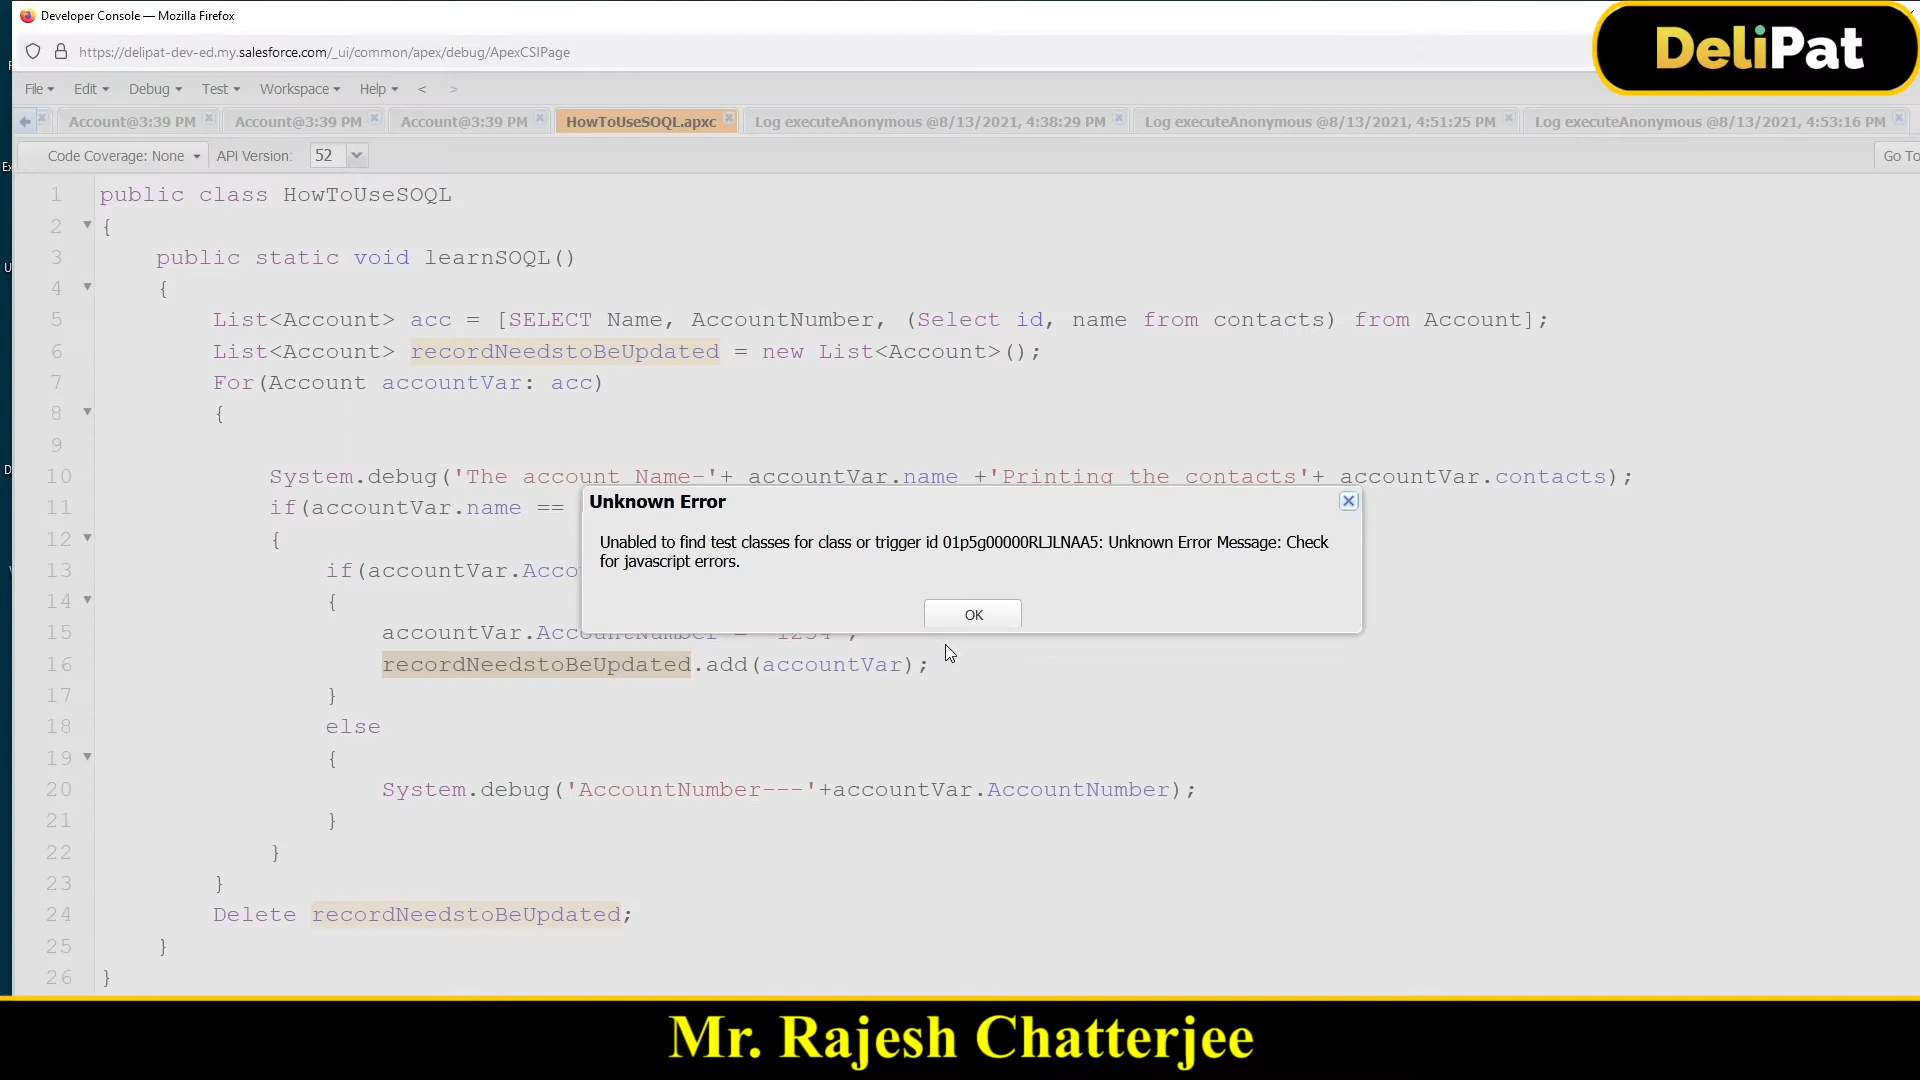 Developer Console — Mozilla Firefox
https://delipat-dev-ed.my.salesforce.com/_ui/common/apex/debug/ApexCSIPage
DeliPat
File Edit Debug Test Workspace Help < >
Account@3:39 PM Account@3:39 PM Account@3:39 PM HowToUseSOQL.apxc Log executeAnonymous @8/13/2021, 4:38:29 PM Log executeAnonymous @8/13/2021, 4:51:25 PM Log executeAnonymous @8/13/2021, 4:53:16 PM
Code Coverage: None API Version: 52 Go To
1 public class HowToUseSOQL
2 {
3 public static void learnSOQL()
4 {
5 List<Account> acc = [SELECT Name, AccountNumber, (Select id, name from contacts) from Account];
6 List<Account> recordNeedstoBeUpdated = new List<Account>();
7 For(Account accountVar: acc)
8 {
9
10 System.debug('The account Name-'+ accountVar.name +'Printing the contacts'+ accountVar.contacts);
11 if(accountVar.name ==
Unknown Error
12 {
Unable to find test classes for class or trigger id 01p5g00000RLJLNAA5: Unknown Error Message: Check
for javascript errors.
13 if(accountVar.Acco
14 {
OK
15 accountVar.AccountNumber = '1234';
16 recordNeedstoBeUpdated.add(accountVar);
17 }
18 else
19 {
20 System.debug('AccountNumber---'+accountVar.AccountNumber);
21 }
22 }
23 }
24 Delete recordNeedstoBeUpdated;
25 }
26 }
Mr. Rajesh Chatterjee